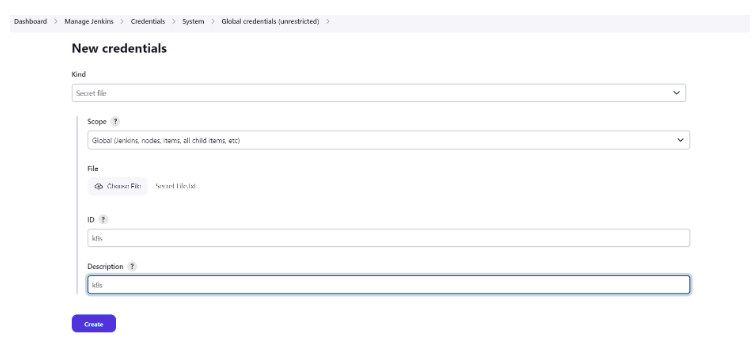 Dashboard > Manage Jenkins > Credentials > System > Global credentials (unrestricted) >
New credentials
Kind
Secret file
Scope ?
Global (Jenkins, nodes, items, all child items, etc)
File
Choose File Secret File.txt
ID ?
k8s
Description ?
k8s
Create